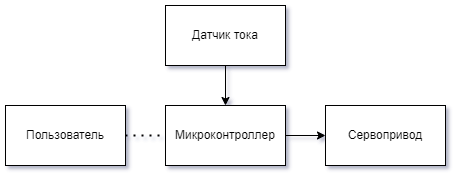 Датчик тока
Пользователь
Микроконтроллер
Сервопривод